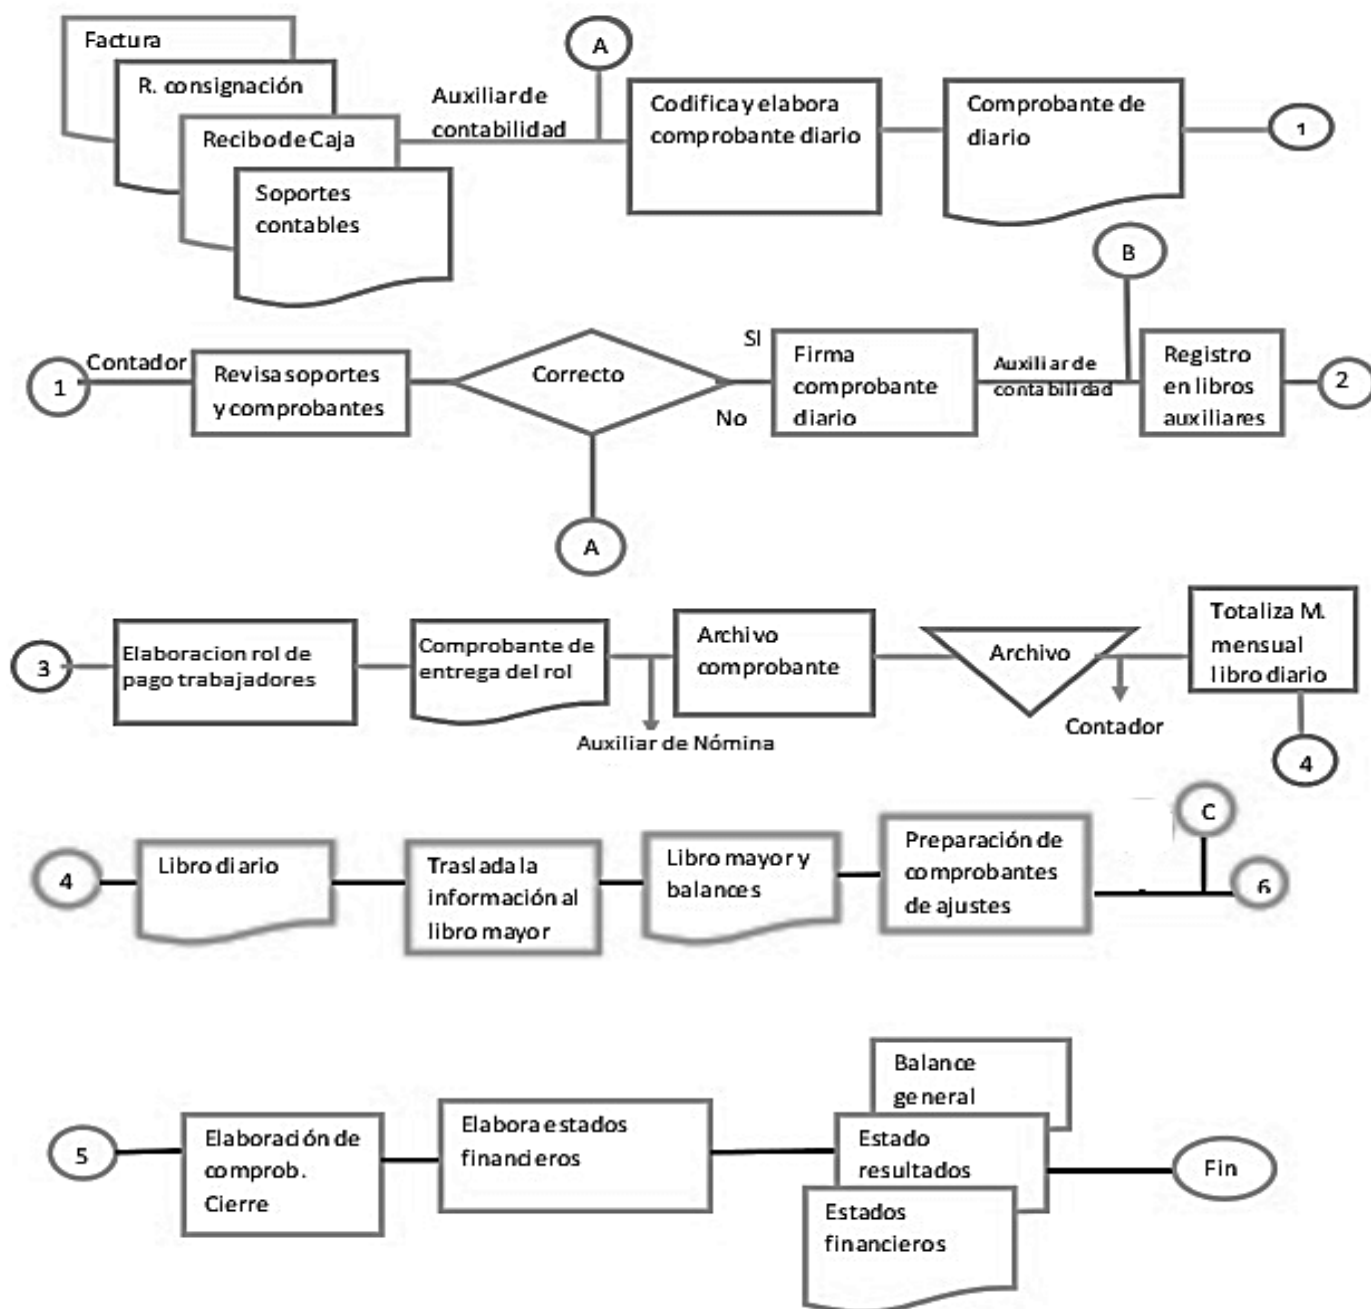 Factura
R. consignación
Recibo de Caja
Soportes
contables
Auxiliar de
contabilidad
A
Codifica y elabora
comprobante diario
Comprobante de
diario
1
1
Contador
Revisa soportes
y comprobantes
Correcto
SI
No
A
Firma
comprobante
diario
Auxiliar de
contabilidad
B
Registro
en libros
auxiliares
2
3
Elaboracion rol de
pago trabajadores
Comprobante de
entrega del rol
Auxiliar de Nómina
Archivo
comprobante
Archivo
Contador
Totaliza M.
mensual
libro diario
4
4
Libro diario
Traslada la
información al
libro mayor
Libro mayor y
balances
Preparación de
comprobantes
de ajustes
C
6
5
Elaboración de
comprob.
Cierre
Elabora estados
financieros
Balance
general
Estado
resultados
Estados
financieros
Fin